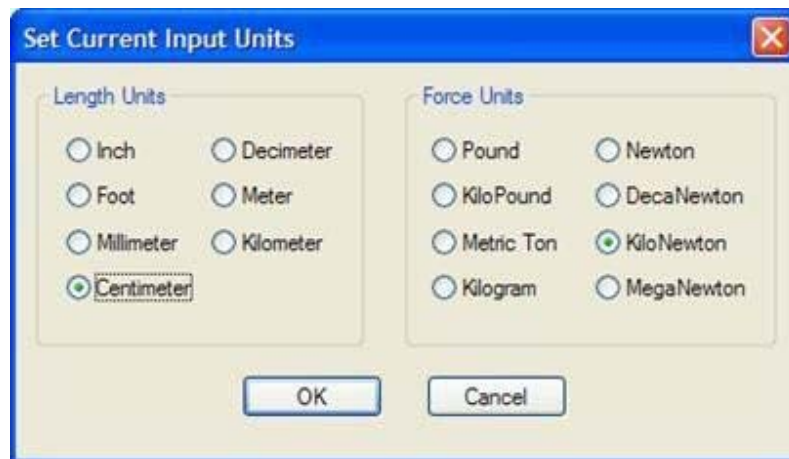 Set Current Input Units
Length Units
Inch
Decimeter
Foot
Meter
Millimeter
Kilometer
Centimeter
Force Units
Pound
Newton
KiloPound
DecaNewton
Metric Ton
KiloNewton
Kilogram
MegaNewton
OK
Cancel